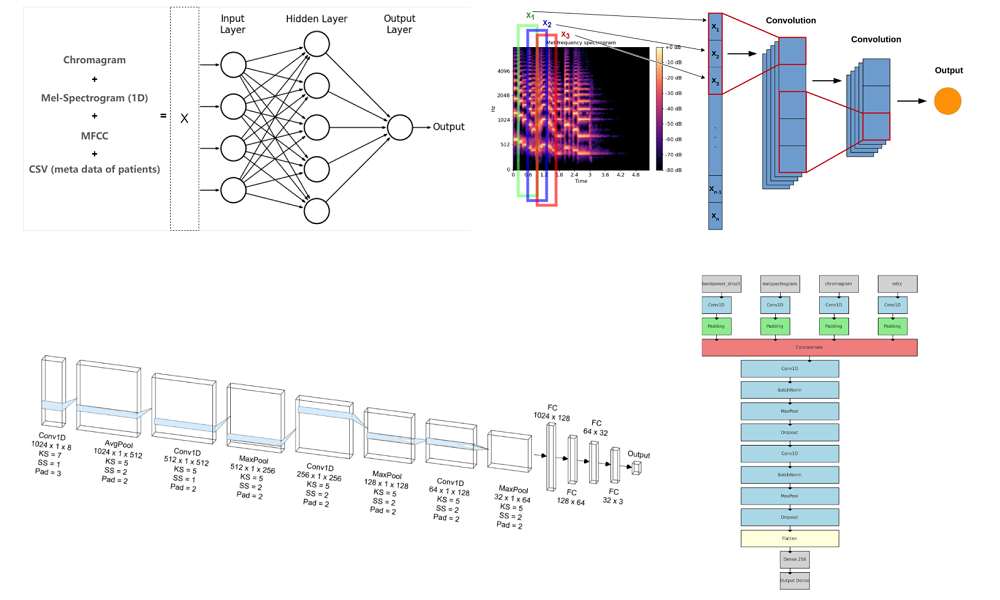 Input
Layer
Hidden Layer
Output
Layer
Chromagram
+
Mel-Spectrogram (1D)
+
MFCC
+
CSV (meta data of patients)
=
X
Output
X1
X2
X3
Mel-frequency spectrogram
4096
2048
1024
512
0
Hz
0
0.6
1.2
1.8
2.4
3
3.6
4.2
4.8
Time
+0 dB
-10 dB
-20 dB
-30 dB
-40 dB
-50 dB
-60 dB
-70 dB
-80 dB
X1
X2
X3
.
.
.
Xn-1
Xn
Convolution
Convolution
Output
Conv1D
1024 x 1 x 8
KS = 7
SS = 1
Pad = 3
AvgPool
1024 x 1 x 512
KS = 5
SS = 2
Pad = 2
Conv1D
512 x 1 x 512
KS = 5
SS = 1
Pad = 2
MaxPool
512 x 1 x 256
KS = 5
SS = 2
Pad = 2
Conv1D
256 x 1 x 256
KS = 5
SS = 2
Pad = 2
MaxPool
128 x 1 x 128
KS = 5
SS = 2
Pad = 2
Conv1D
64 x 1 x 128
KS = 5
SS = 2
Pad = 2
MaxPool
32 x 1 x 64
KS = 5
SS = 2
Pad = 2
FC
1024 x 128
FC
128 x 64
FC
64 x 32
FC
32 x 3
Output
bandpower_struct
melspectrogram
chromagram
Conv1D
Conv1D
Conv1D
Conv1D
Padding
Padding
Padding
Padding
Concatenate
Conv1D
BatchNorm
MaxPool
Dropout
Conv1D
BatchNorm
MaxPool
Dropout
Flatten
Dense 256
Output Dense